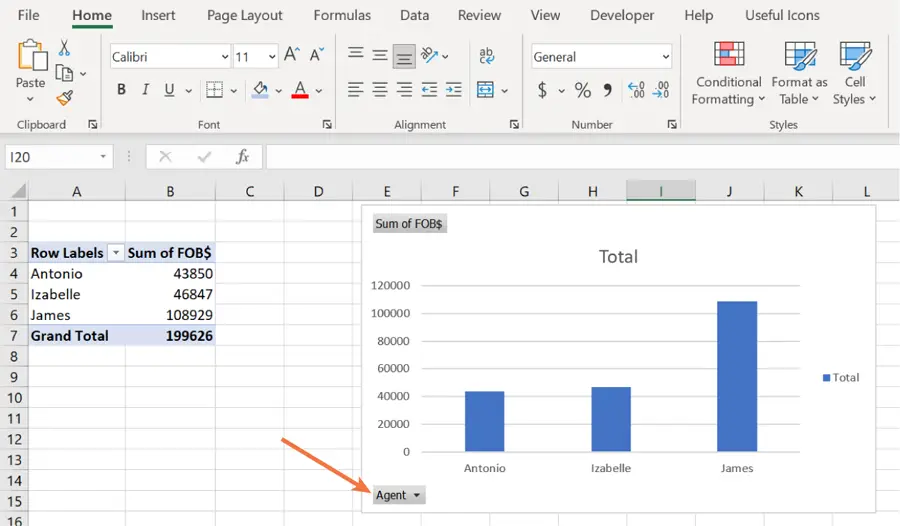 File Home Insert Page Layout Formulas Data Review View Developer Help Useful Icons
Paste
Calibri 11 A A
B I U A
ab
c
General
$ % , .0 .00
.00 .0
Conditional Formatting
Format as Table
Cell Styles
Clipboard Font Alignment Number Styles
I20 fx
A B C D E F G H I J K L
1
2
3 Row Labels Sum of FOB$
4 Antonio 43850
5 Izabelle 46847
6 James 108929
7 Grand Total 199626
8
9
10
11
12
13
14
15
16
Sum of FOB$
Total
120000
100000
80000
60000
40000
20000
0
Antonio Izabelle James
Total
Agent